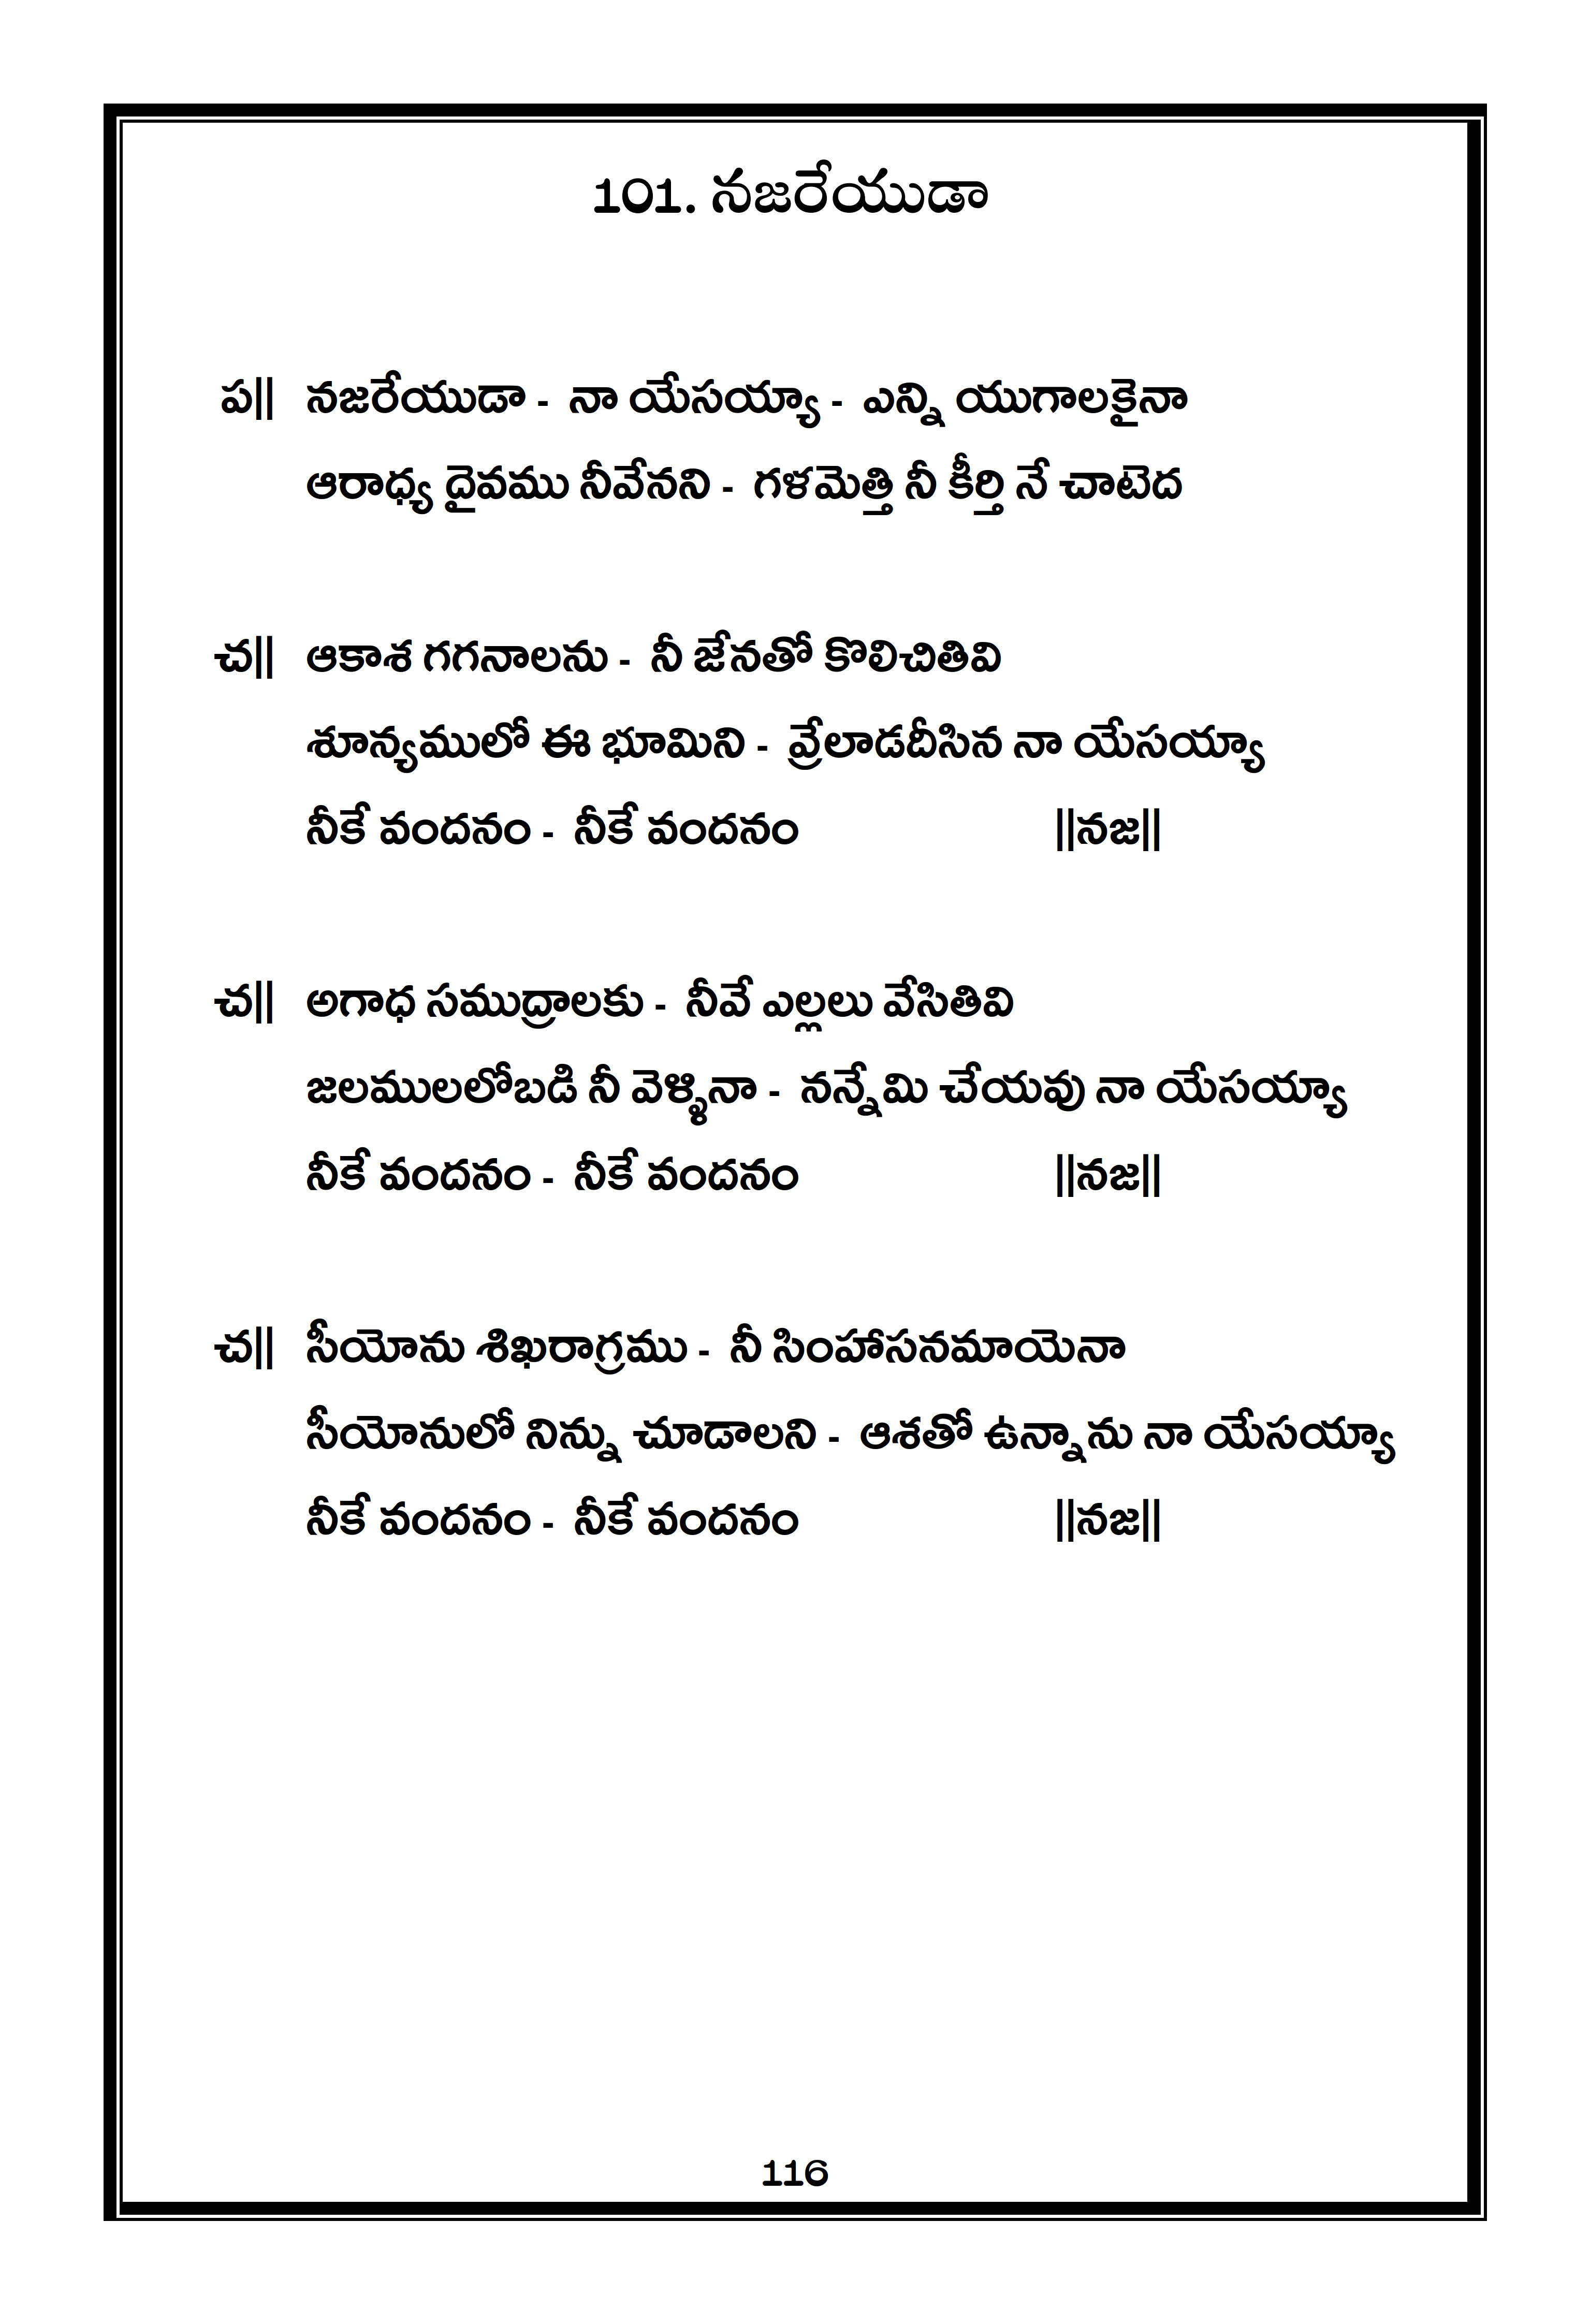 101. నజరేయుడా
ప|| నజరేయుడా - నా యేసయ్యా - ఎన్ని యుగాలకైనా
ఆరాధ్య దైవము నీవేనని - గళమెత్తి నీ కీర్తి నే చాటెద
చ|| ఆకాశ గగనాలను - నీ జేనతో కొలిచితివి
శూన్యములో ఈ భూమిని - వ్రేలాడదీసిన నా యేసయ్యా
నీకే వందనం - నీకే వందనం ||నజ||
చ|| అగాధ సముద్రాలకు - నీవే ఎల్లలు వేసితివి
జలములలోబడి నీ వెళ్ళినా - నన్నేమి చేయవు నా యేసయ్యా
నీకే వందనం - నీకే వందనం ||నజ||
చ|| సీయోను శిఖరాగ్రము - నీ సింహాసనమాయెనా
సీయోనులో నిన్ను చూడాలని - ఆశతో ఉన్నాను నా యేసయ్యా
నీకే వందనం - నీకే వందనం ||నజ||
116